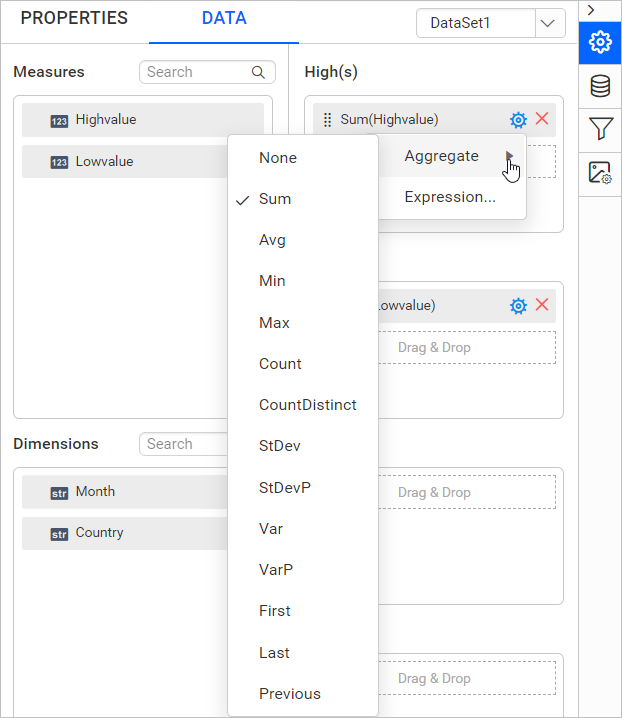 PROPERTIES
DATA
DataSet1
Measures
Search
High(s)
123 Highvalue
123 Lowvalue
Sum(Highvalue)
Aggregate
Expression...
None
Sum
Avg
Min
Max
Count
CountDistinct
StDev
StDevP
Var
VarP
First
Last
Previous
Lowvalue)
Drag & Drop
Dimensions
Search
str Month
str Country
Drag & Drop
Drag & Drop